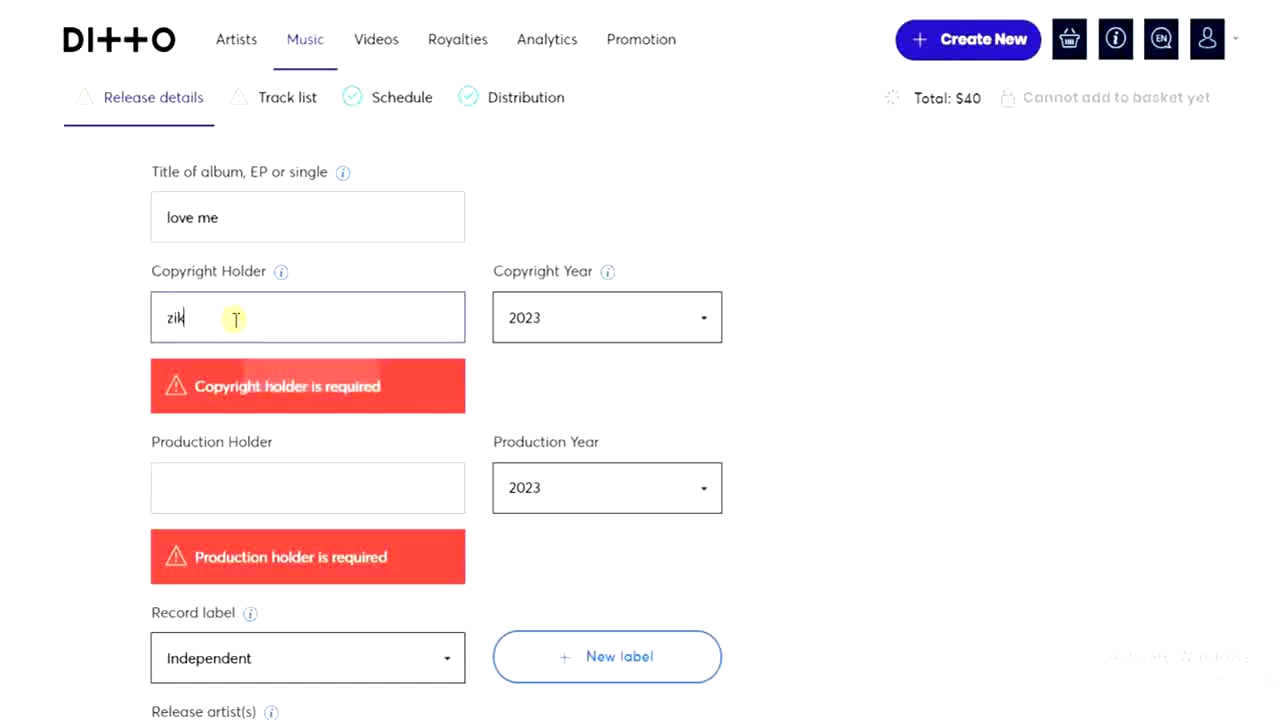 DITTO Artists Music Videos Royalties Analytics Promotion + Create New EN
Release details Track list Schedule Distribution Total: $40 Cannot add to basket yet
Title of album, EP or single
love me
Copyright Holder Copyright Year
zik 2023
Copyright holder is required
Production Holder Production Year
2023
Production holder is required
Record label
Independent + New label
Activate Windows
Release artist(s)